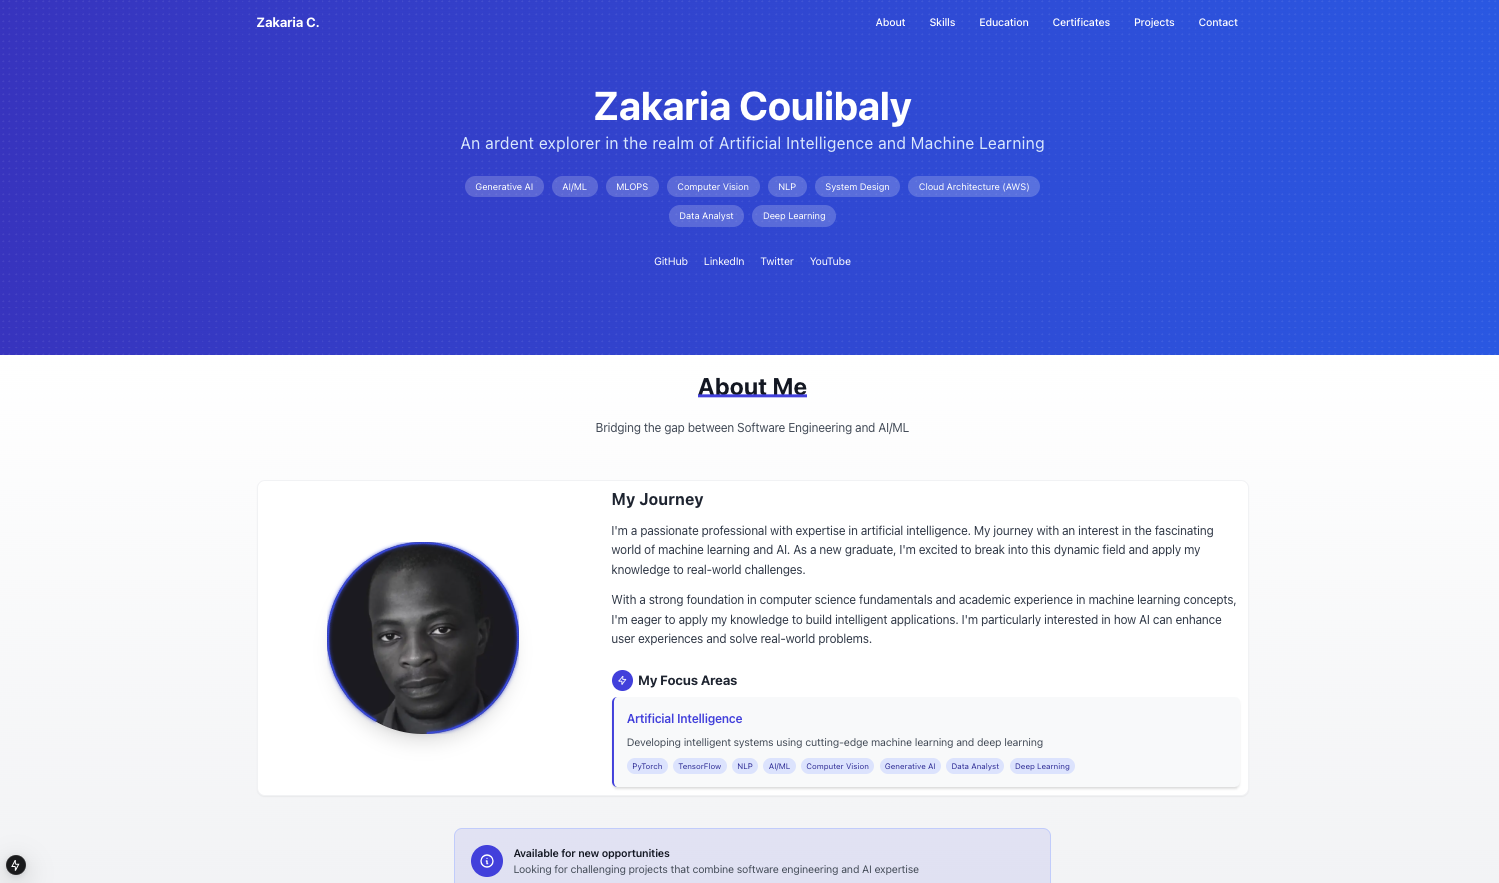 Zakaria C.
About Skills Education Certificates Projects Contact
Zakaria Coulibaly
An ardent explorer in the realm of Artificial Intelligence and Machine Learning
Generative AI AI/ML MLOPS Computer Vision NLP System Design Cloud Architecture (AWS)
Data Analyst Deep Learning
GitHub LinkedIn Twitter YouTube
About Me
Bridging the gap between Software Engineering and AI/ML
My Journey
I'm a passionate professional with expertise in artificial intelligence. My journey with an interest in the fascinating
world of machine learning and AI. As a new graduate, I'm excited to break into this dynamic field and apply my
knowledge to real-world challenges.
With a strong foundation in computer science fundamentals and academic experience in machine learning concepts,
I'm eager to apply my knowledge to build intelligent applications. I'm particularly interested in how AI can enhance
user experiences and solve real-world problems.
My Focus Areas
Artificial Intelligence
Developing intelligent systems using cutting-edge machine learning and deep learning
PyTorch TensorFlow NLP AI/ML Computer Vision Generative AI Data Analyst Deep Learning
Available for new opportunities
Looking for challenging projects that combine software engineering and AI expertise